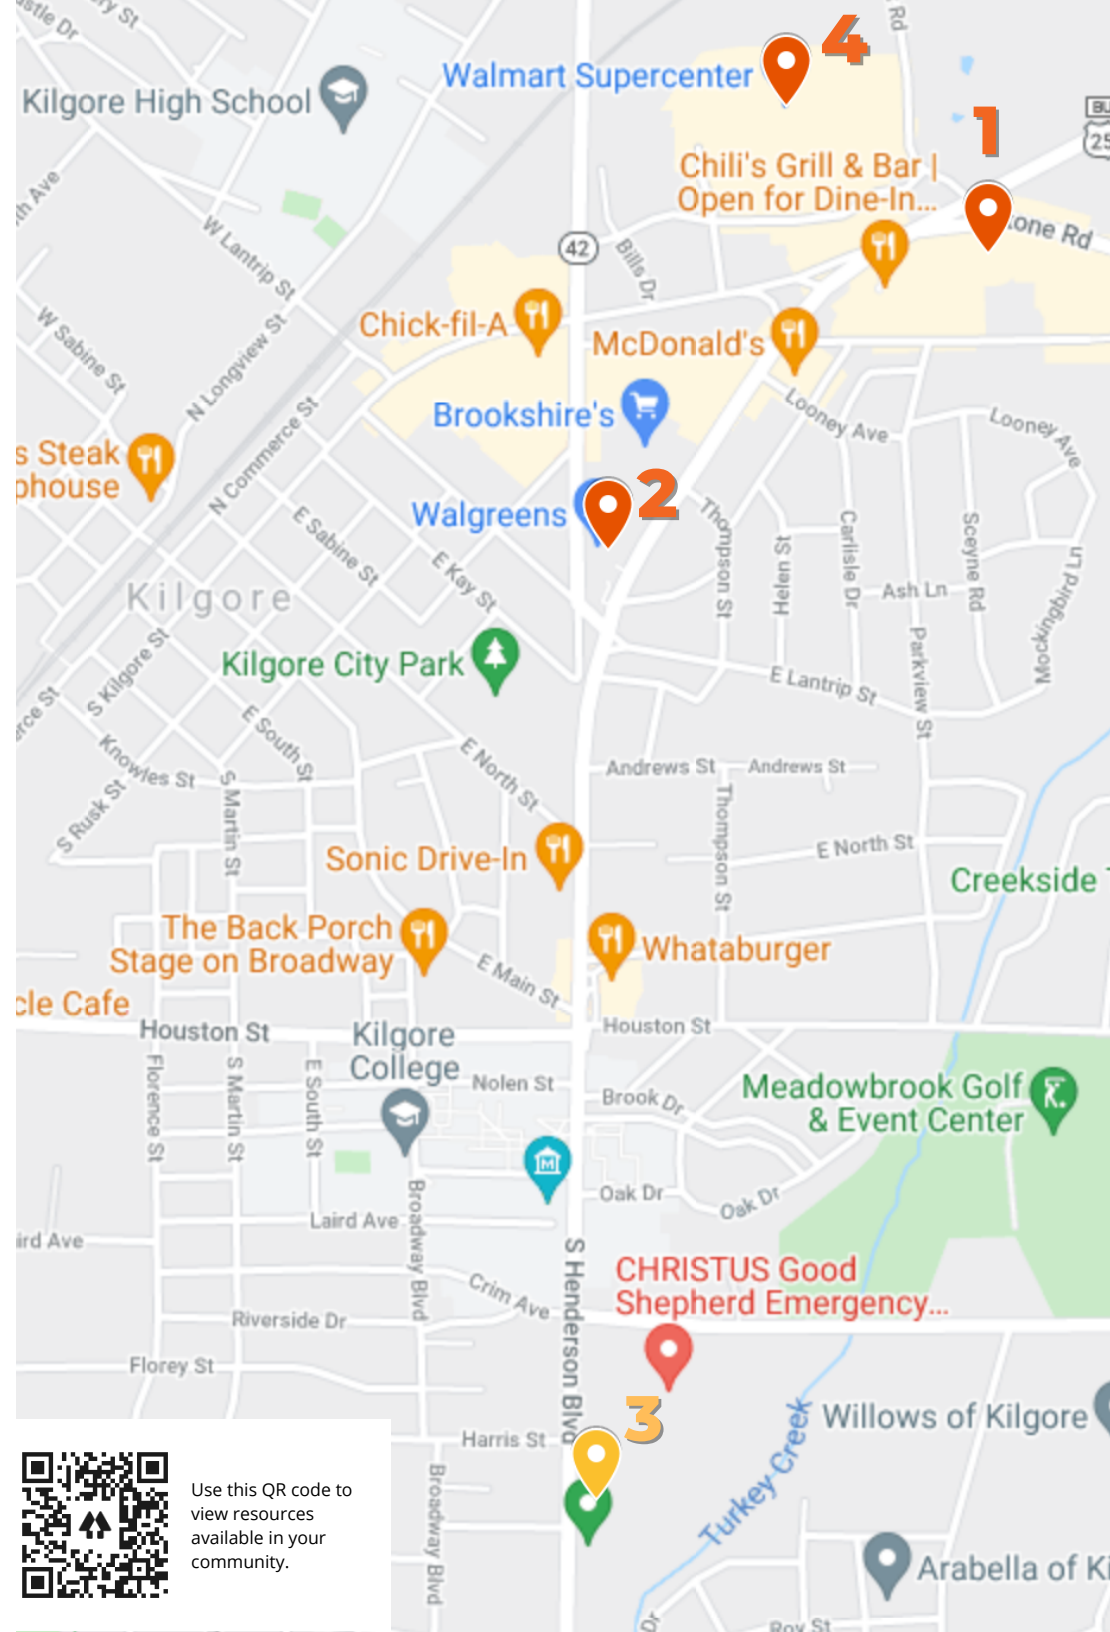 stle Dr
ry St
Rd
4
Walmart Supercenter
Kilgore High School
1
25
Chili's Grill & Bar |
Open for Dine-In...
th Ave
W Lantrip St
tone Rd
42
Bills Dr
Chick-fil-A
McDonald's
W Sabine St
N Longview St
Brookshire's
Looney Ave
Looney Ave
N Commerce St
s Steak
phouse
2
Walgreens
Thompson St
Helen St
Carlisle Dr
Sceyne Rd
E Sabine St
E Kay St
Ash Ln
Mockingbird Ln
Kilgore
Kilgore City Park
S Kilgore St
Parkview St
E Lantrip St
rce St
E South St
Knowles St
E North St
Andrews St
Andrews St
S Rusk St
S Martin St
Thompson St
E North St
Sonic Drive-In
Creekside
The Back Porch
Stage on Broadway
Whataburger
E Main St
cle Cafe
Houston St
Kilgore
College
Houston St
Florence St
S Martin St
E South St
Nolen St
Brook Dr
Meadowbrook Golf
& Event Center
M
Oak Dr
Oak Dr
Broadway Blvd
Laird Ave
ird Ave
S Henderson Blvd
CHRISTUS Good
Shepherd Emergency...
Crim Ave
Riverside Dr
Florey St
3
Willows of Kilgore
Harris St
Turkey Creek
Broadway Blvd
Use this QR code to
view resources
available in your
community.
Arabella of Ki
Dr
Roy St